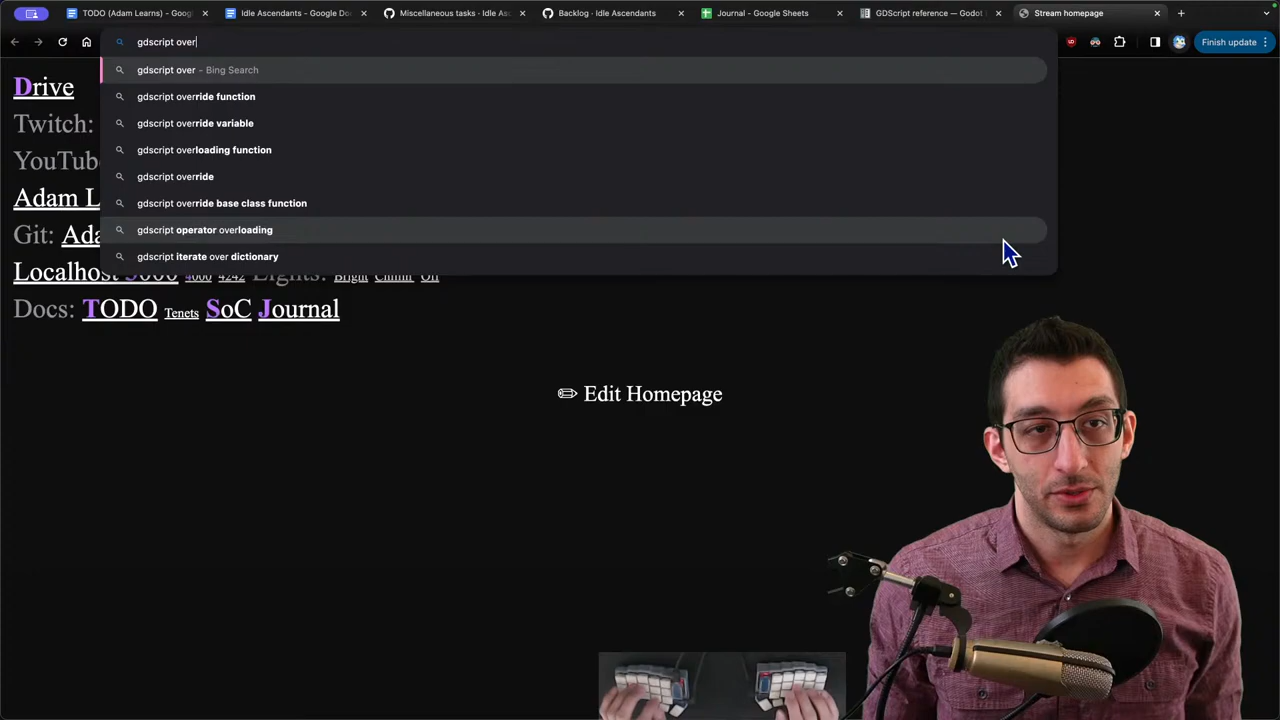 TODO (Adam Learns) - Goog
Idle Ascendants - Google Do
Miscellaneous tasks · Idle As
Backlog · Idle Ascendants
Journal - Google Sheets
GDScript reference — Godot
Stream homepage
gdscript over
Finish update
gdscript over – Bing Search
gdscript override function
gdscript override variable
gdscript overloading function
gdscript override
gdscript override base class function
gdscript operator overloading
gdscript iterate over dictionary
Drive
Twitch:
YouTub
Adam L
Git: Ada
Localhost 3000 4000 4242 Lights: Bright Chillin' Off
Docs: TODO Tenets SoC Journal
✏ Edit Homepage